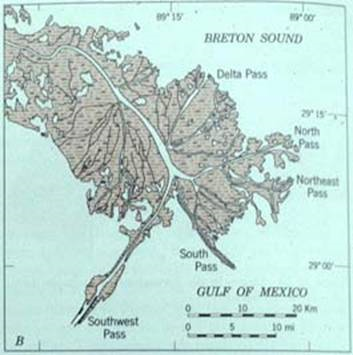 89° 15'
89° 00'
BRETON SOUND
Delta Pass
29° 15'
North
Pass
Northeast
Pass
South
Pass
29° 00'
GULF OF MEXICO
0 10 20 Km
0 5 10 mi
Southwest
Pass
B